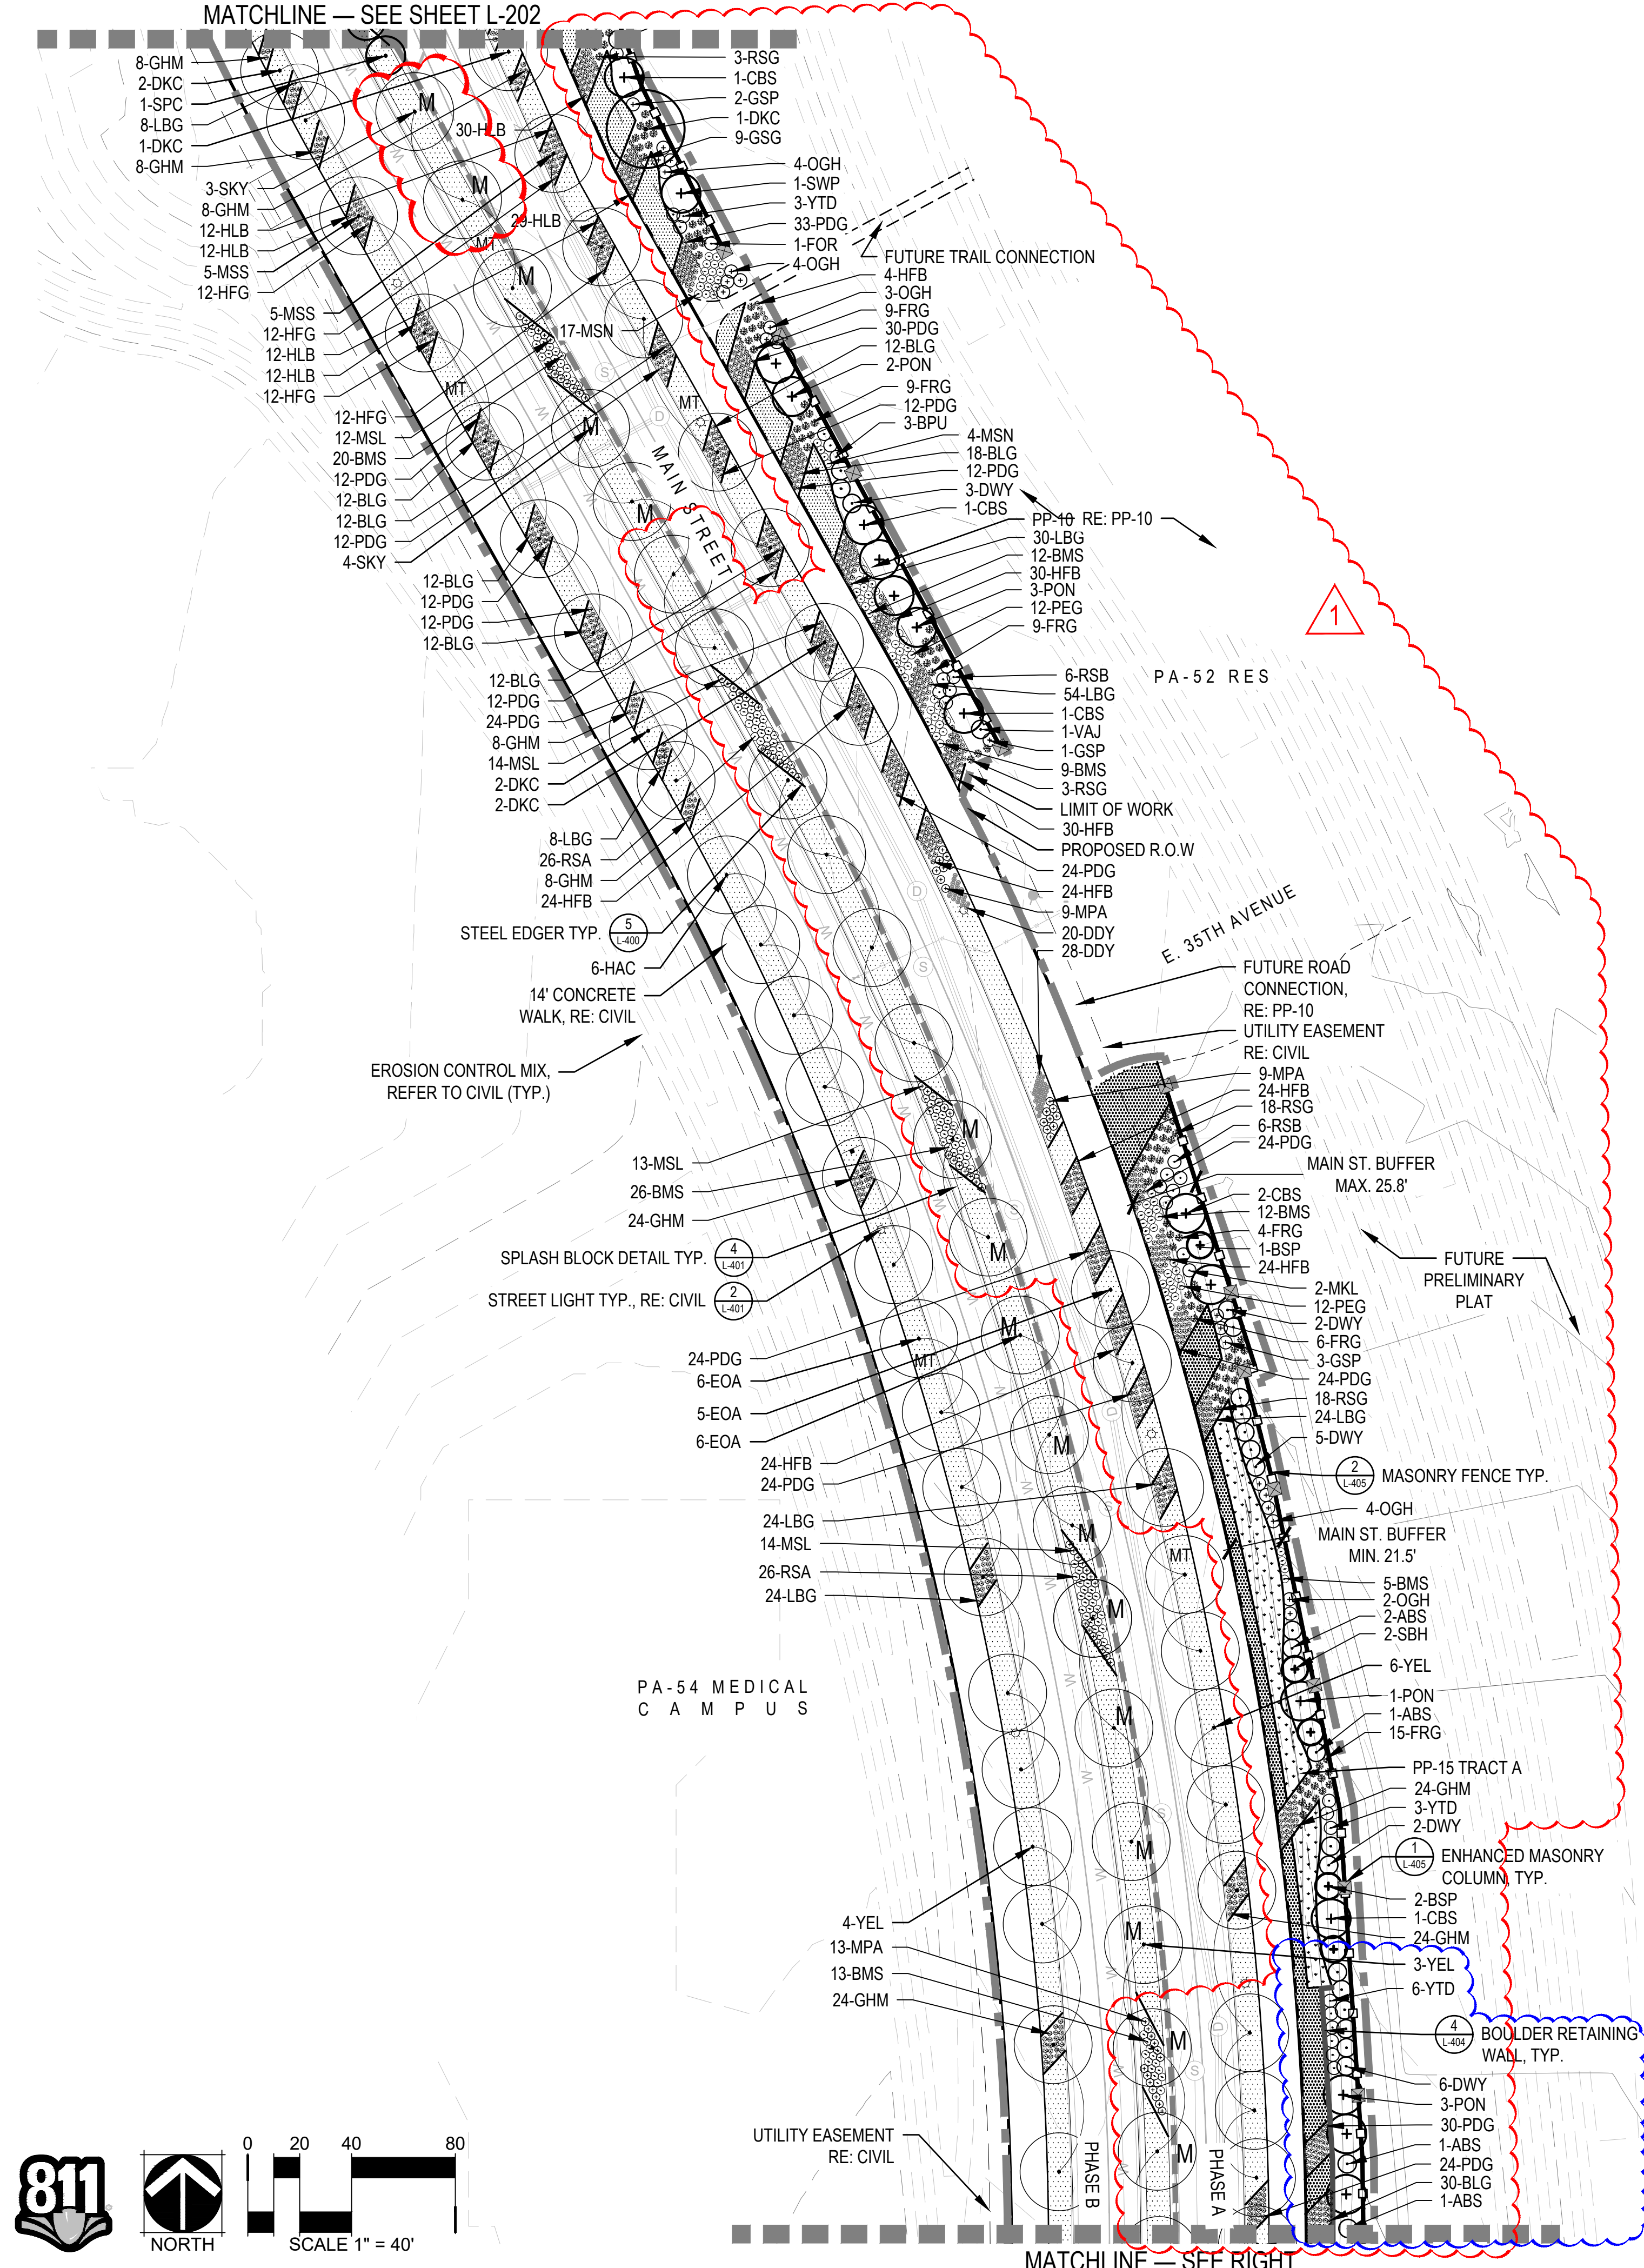 MATCHLINE — SEE SHEET L-202
8-GHM
2-DKC
1-SPC
8-LBG
1-DKC
8-GHM
3-SKY
8-GHM
12-HLB
12-HLB
5-MSS
12-HFG
5-MSS
12-HFG
12-HLB
12-HLB
12-HFG
12-HFG
12-MSL
20-BMS
12-PDG
12-BLG
12-BLG
12-PDG
4-SKY
12-BLG
12-PDG
12-PDG
12-BLG
12-BLG
12-PDG
24-PDG
8-GHM
14-MSL
2-DKC
2-DKC
8-LBG
26-RSA
8-GHM
24-HFB
STEEL EDGER TYP.
5
L-400
6-HAC
14' CONCRETE
WALK, RE: CIVIL
EROSION CONTROL MIX,
REFER TO CIVIL (TYP.)
13-MSL
26-BMS
24-GHM
SPLASH BLOCK DETAIL TYP.
4
L-401
STREET LIGHT TYP., RE: CIVIL
2
L-401
24-PDG
6-EOA
5-EOA
6-EOA
24-HFB
24-PDG
24-LBG
14-MSL
26-RSA
24-LBG
PA-54 MEDICAL
CAMPUS
4-YEL
13-MPA
13-BMS
24-GHM
UTILITY EASEMENT
RE: CIVIL
30-HLB
29-HLB
17-MSN
M
M
MT
M
MT
M
MT
M
MAIN STREET
M
M
M
MT
M
M
MT
M
M
M
M
M
M
M
PHASE B
PHASE A
3-RSG
1-CBS
2-GSP
1-DKC
9-GSG
4-OGH
1-SWP
3-YTD
33-PDG
1-FOR
4-OGH
FUTURE TRAIL CONNECTION
4-HFB
3-OGH
9-FRG
30-PDG
12-BLG
2-PON
9-FRG
12-PDG
3-BPU
4-MSN
18-BLG
12-PDG
3-DWY
1-CBS
PP-10 RE: PP-10
30-LBG
12-BMS
30-HFB
3-PON
12-PEG
9-FRG
1
6-RSB
PA-52 RES
54-LBG
1-CBS
1-VAJ
1-GSP
9-BMS
3-RSG
LIMIT OF WORK
30-HFB
PROPOSED R.O.W
24-PDG
24-HFB
9-MPA
20-DDY
28-DDY
E. 35TH AVENUE
FUTURE ROAD
CONNECTION,
RE: PP-10
UTILITY EASEMENT
RE: CIVIL
9-MPA
24-HFB
18-RSG
6-RSB
24-PDG
MAIN ST. BUFFER
MAX. 25.8'
2-CBS
12-BMS
4-FRG
1-BSP
24-HFB
FUTURE
PRELIMINARY
PLAT
2-MKL
12-PEG
2-DWY
6-FRG
3-GSP
24-PDG
18-RSG
24-LBG
5-DWY
2
L-405
MASONRY FENCE TYP.
4-OGH
MAIN ST. BUFFER
MIN. 21.5'
5-BMS
2-OGH
2-ABS
2-SBH
6-YEL
1-PON
1-ABS
15-FRG
PP-15 TRACT A
24-GHM
3-YTD
2-DWY
1
L-405
ENHANCED MASONRY
COLUMN, TYP.
2-BSP
1-CBS
24-GHM
3-YEL
6-YTD
4
L-404
BOULDER RETAINING
WALL, TYP.
6-DWY
3-PON
30-PDG
1-ABS
24-PDG
30-BLG
1-ABS
811
NORTH
0 20 40 80
SCALE 1" = 40'
MATCHLINE — SEE RIGHT